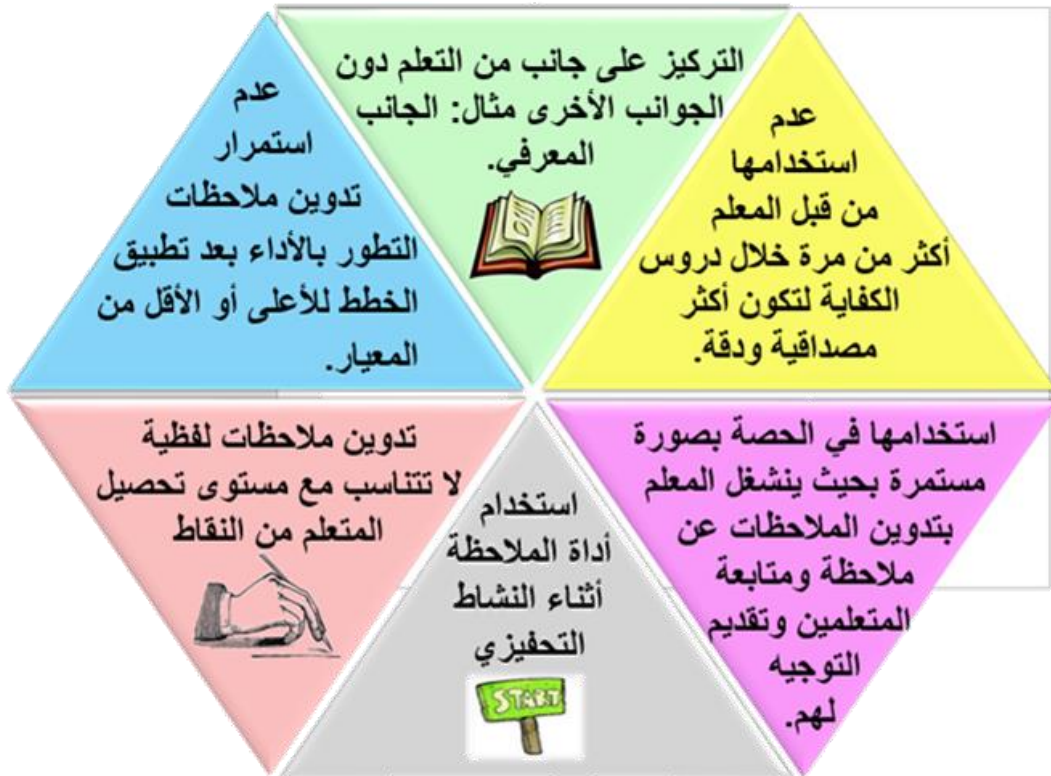 التركيز على جانب من التعلم دون
الجوانب الأخرى مثال: الجانب
المعرفي.
عدم
استخدامها
من قبل المعلم
أكثر من مرة خلال دروس
الكفاية لتكون أكثر
مصداقية ودقة.
عدم
استمرار
تدوين ملاحظات
التطور بالأداء بعد تطبيق
الخطط للأعلى أو الأقل من
المعيار.
استخدامها في الحصة بصورة
مستمرة بحيث ينشغل المعلم
بتدوين الملاحظات عن
ملاحظة ومتابعة
المتعلمين وتقديم
التوجيه
لهم.
استخدام
أداة الملاحظة
أثناء النشاط
التحفيزي
START
تدوين ملاحظات لفظية
لا تتناسب مع مستوى تحصيل
المتعلم من النقاط